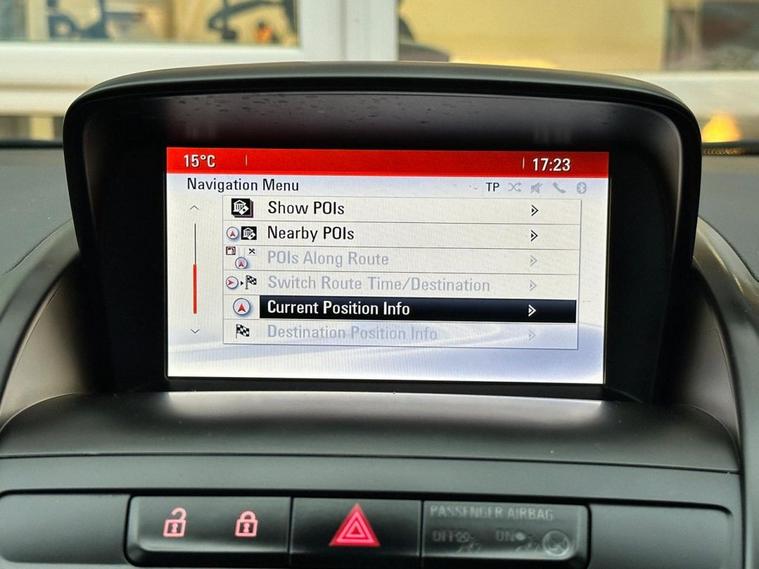 15°C 17:23
Navigation Menu TP
Show POIs
Nearby POIs
POIs Along Route
Switch Route Time/Destination
Current Position Info
Destination Position Info
PASSENGER AIRBAG
OFF ON